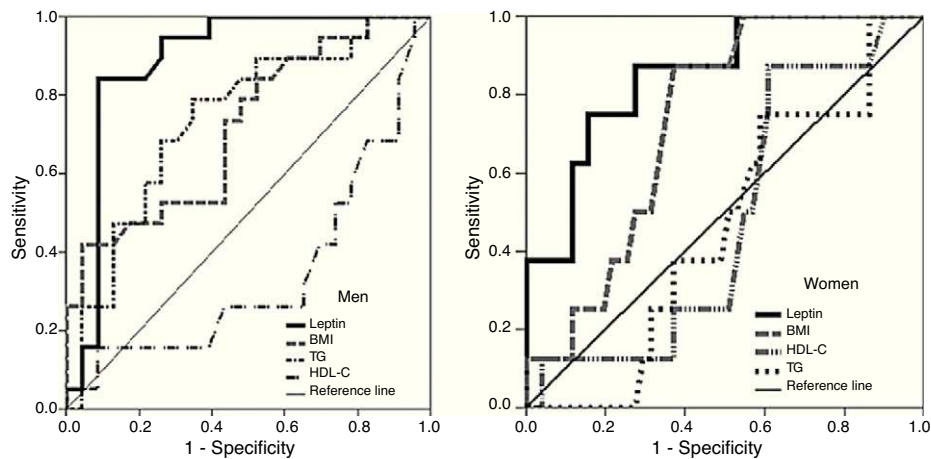 1.0
0.8
0.6
0.4
0.2
0.0
Sensitivity
Men
Leptin
BMI
TG
HDL-C
Reference line
0.0 0.2 0.4 0.6 0.8 1.0
1 - Specificity
1.0
0.8
0.6
0.4
0.2
0.0
Sensitivity
Women
Leptin
BMI
HDL-C
TG
Reference line
0.0 0.2 0.4 0.6 0.8 1.0
1 - Specificity